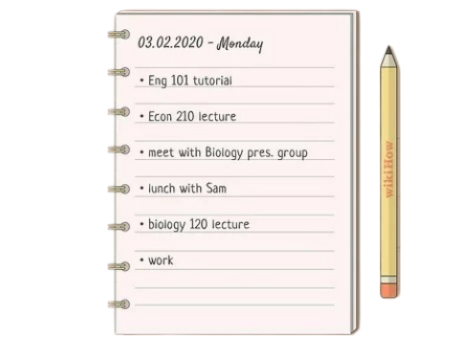 03.02.2020 - Monday
• Eng 101 tutorial
• Econ 210 lecture
• meet with Biology pres. group
• lunch with Sam
• biology 120 lecture
• work
wikiHow